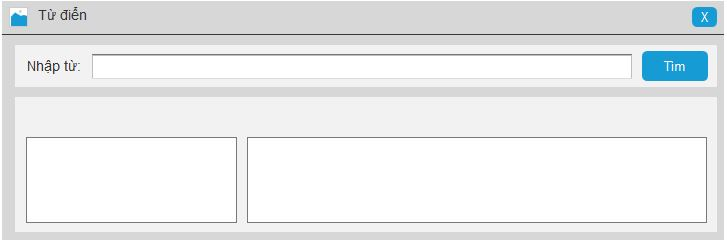 Từ điển
X
Nhập từ:
Tìm